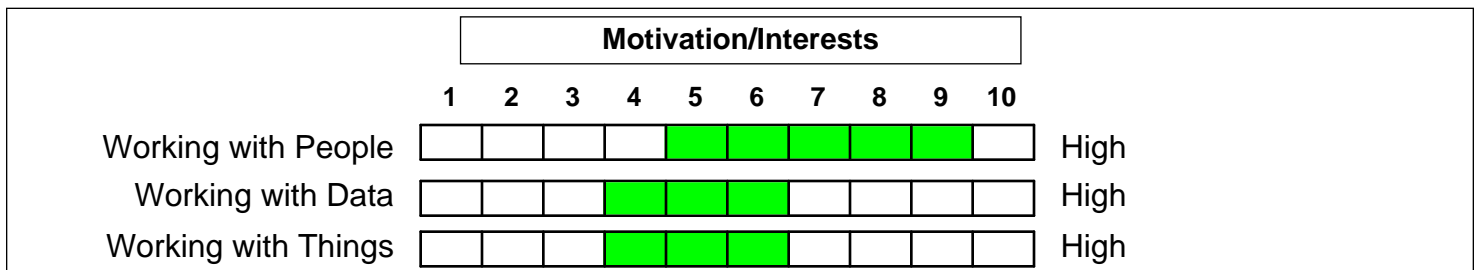 Motivation/Interests
1 2 3 4 5 6 7 8 9 10
Working with People High
Working with Data High
Working with Things High